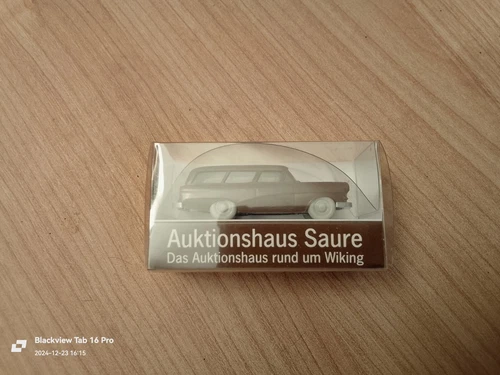 Auktionshaus Saure
Das Auktionshaus rund um Wiking
Blackview Tab 16 Pro
2024-12-23 16:15